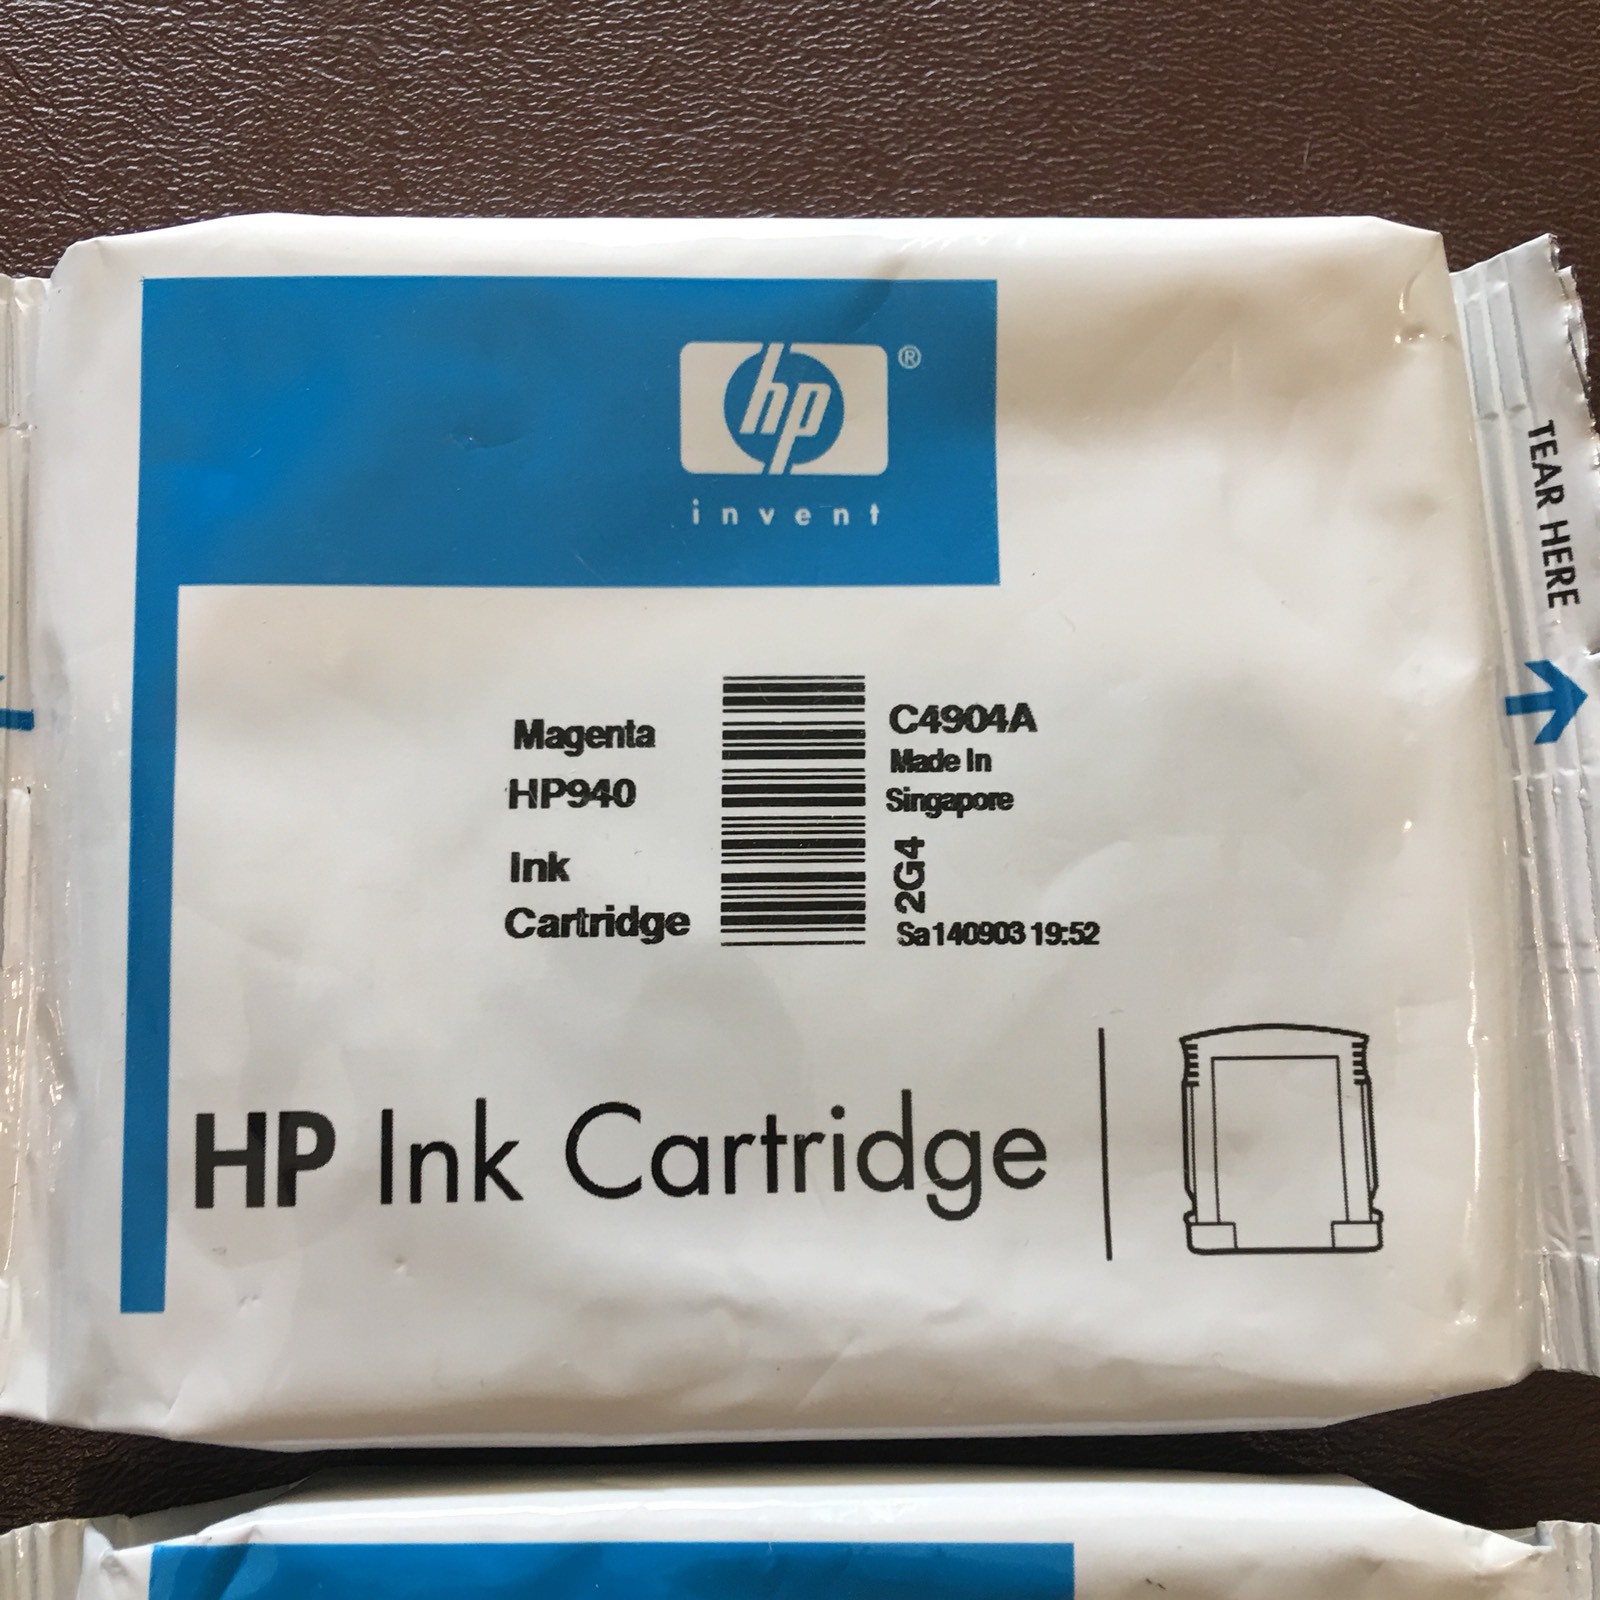 hp®
invent
TEAR HERE
Magenta
HP940
Ink
Cartridge
C4904A
Made In
Singapore
2G4
Sa140903 19:52
HP Ink Cartridge